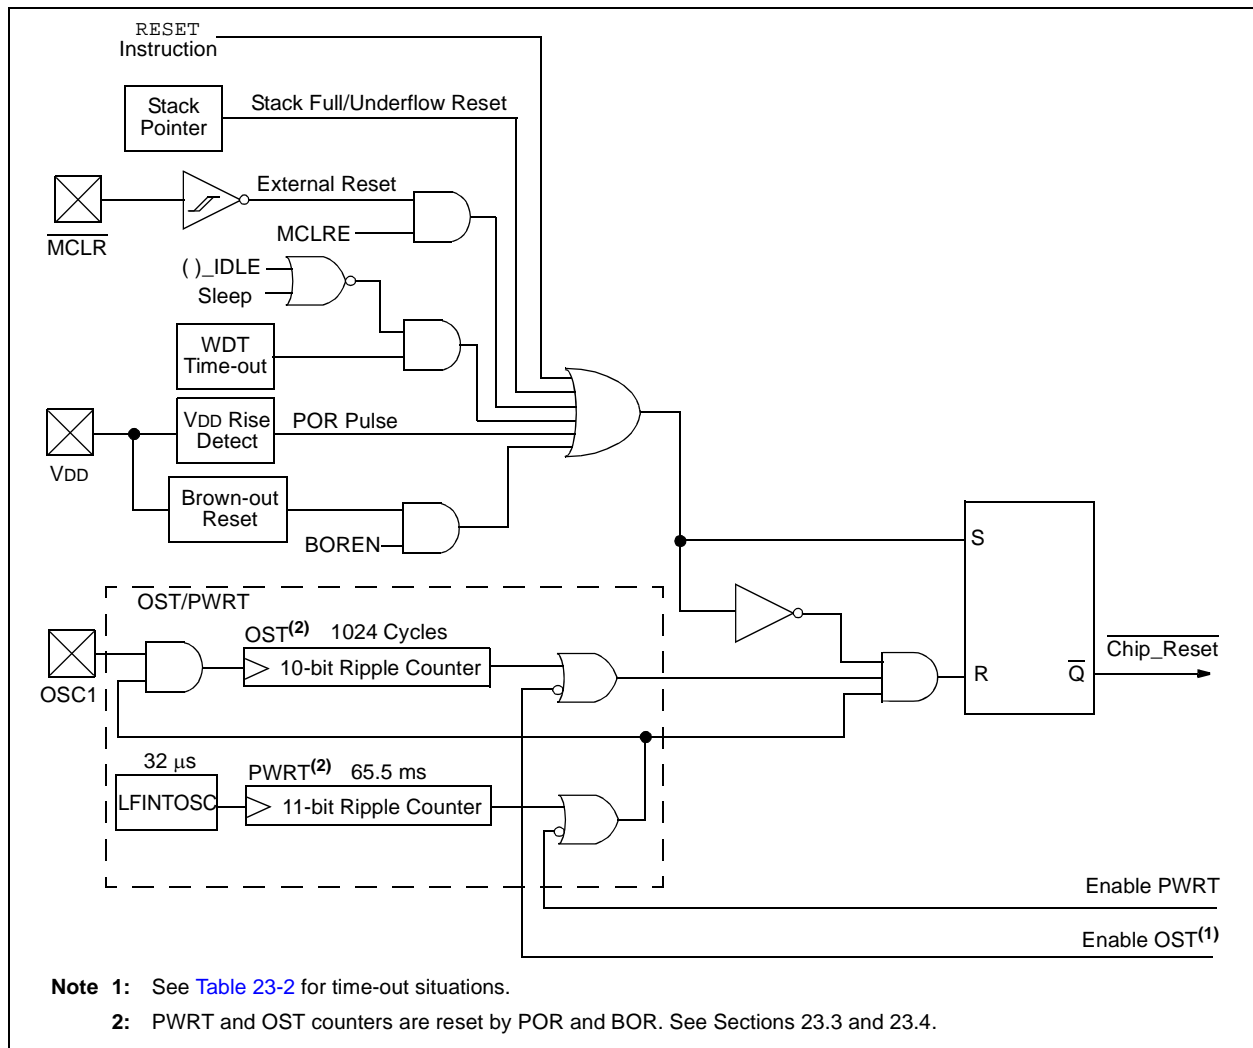 RESET
Instruction
Stack
Pointer
Stack Full/Underflow Reset
External Reset
MCLR
MCLRE
( )_IDLE
Sleep
WDT
Time-out
VDD Rise
Detect
POR Pulse
VDD
Brown-out
Reset
BOREN
S
OST/PWRT
OST(2) 1024 Cycles
10-bit Ripple Counter
OSC1
R
Q
Chip_Reset
32 μs
PWRT(2) 65.5 ms
LFINTOSC
11-bit Ripple Counter
Enable PWRT
Enable OST(1)
Note 1: See Table 23-2 for time-out situations.
2: PWRT and OST counters are reset by POR and BOR. See Sections 23.3 and 23.4.